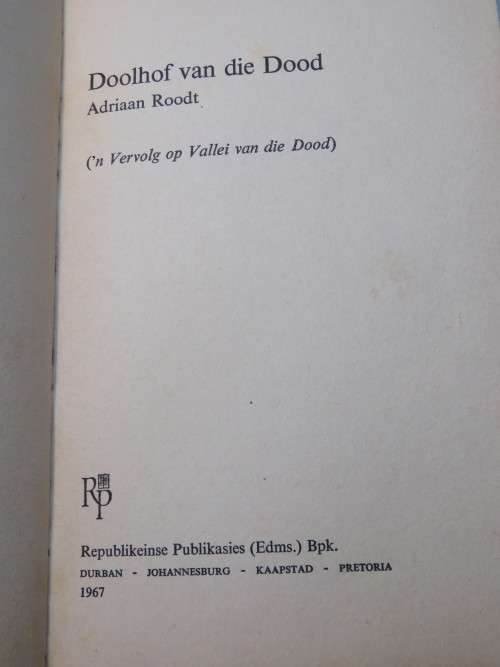 Doolhof van die Dood
Adriaan Roodt
('n Vervolg op Vallei van die Dood)
RP
Republikeinse Publikasies (Edms.) Bpk.
DURBAN - JOHANNESBURG - KAAPSTAD - PRETORIA
1967